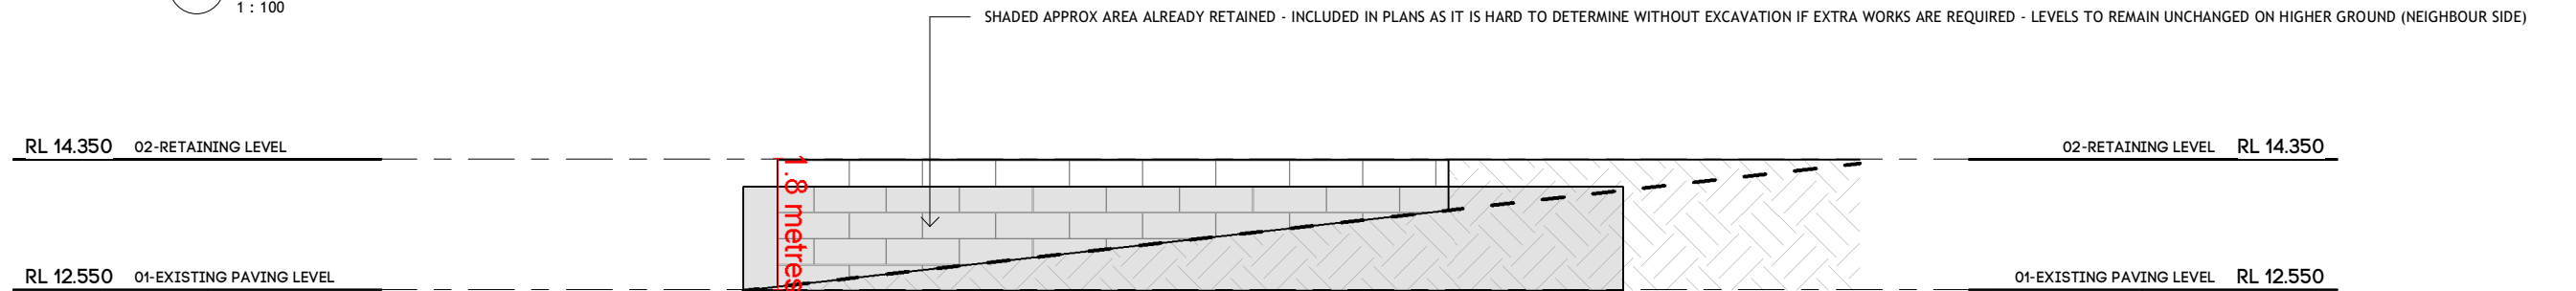 1 : 100
SHADED APPROX AREA ALREADY RETAINED - INCLUDED IN PLANS AS IT IS HARD TO DETERMINE WITHOUT EXCAVATION IF EXTRA WORKS ARE REQUIRED - LEVELS TO REMAIN UNCHANGED ON HIGHER GROUND (NEIGHBOUR SIDE)
RL 14.350 02-RETAINING LEVEL
02-RETAINING LEVEL RL 14.350
1.8 metres
RL 12.550 01-EXISTING PAVING LEVEL
01-EXISTING PAVING LEVEL RL 12.550